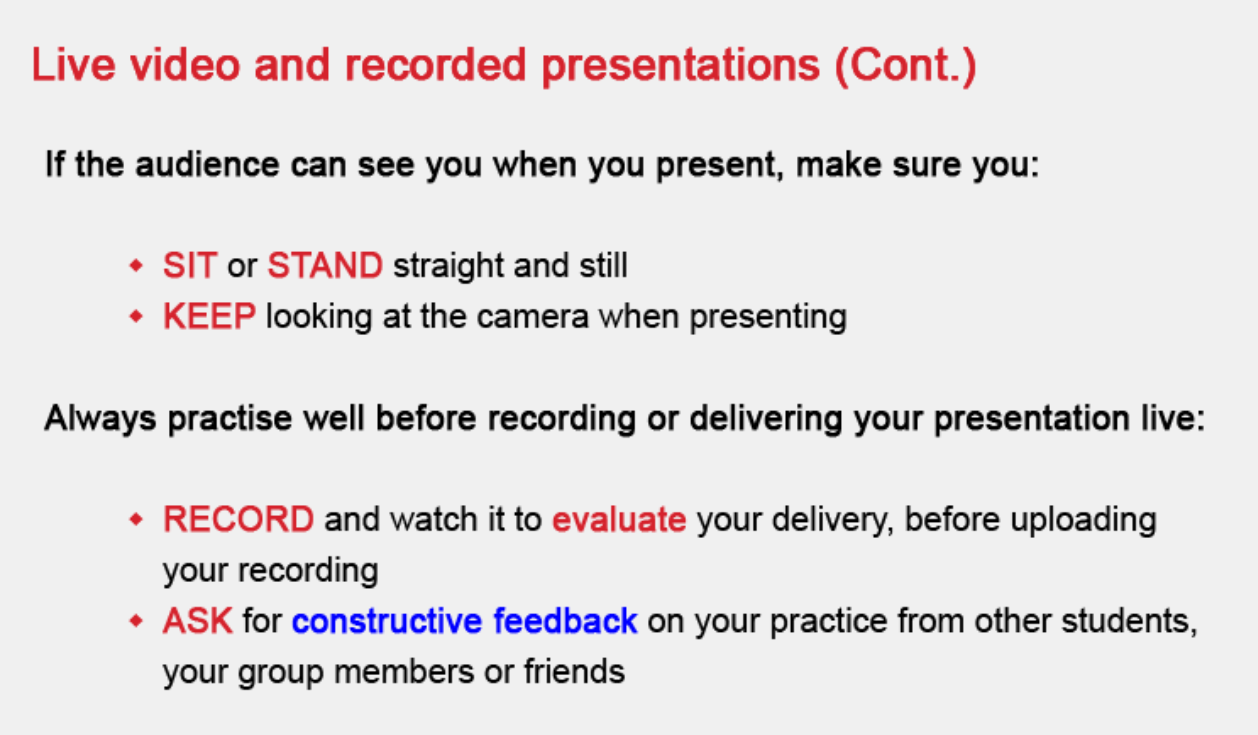 Live video and recorded presentations (Cont.)
If the audience can see you when you present, make sure you:
SIT or STAND straight and still
KEEP looking at the camera when presenting
Always practise well before recording or delivering your presentation live:
RECORD and watch it to evaluate your delivery, before uploading
your recording
ASK for constructive feedback on your practice from other students,
your group members or friends